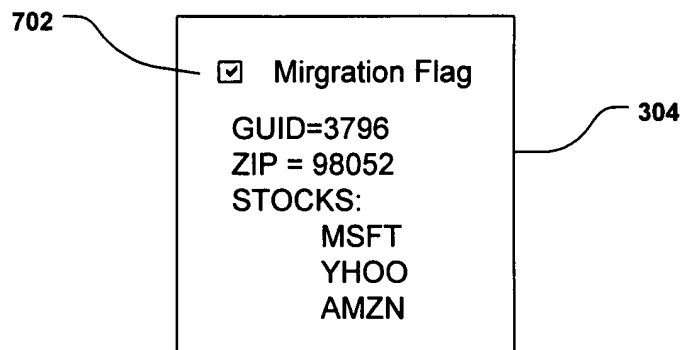 702
Mirgration Flag
304
GUID=3796
ZIP = 98052
STOCKS:
MSFT
YHOO
AMZN